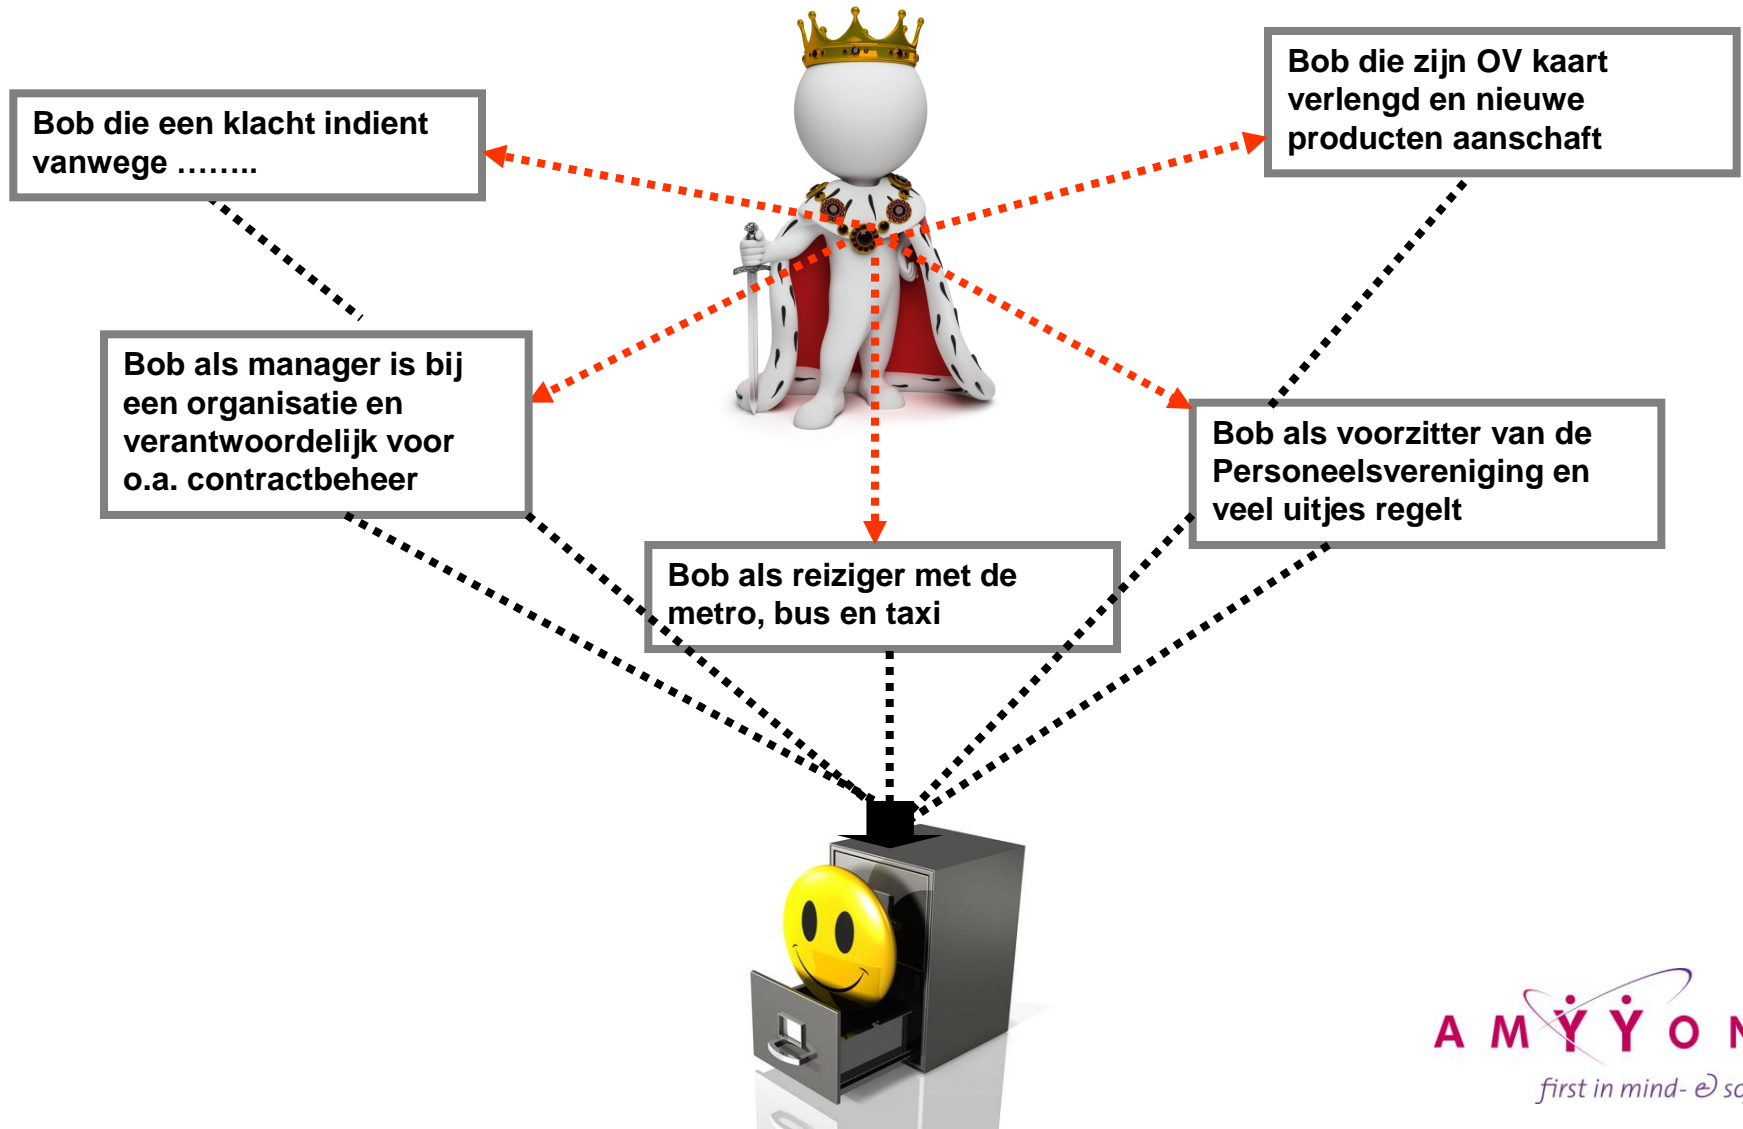 Bob die een klacht indient
vanwege ……..
Bob die zijn OV kaart
verlengd en nieuwe
producten aanschaft
Bob als manager is bij
een organisatie en
verantwoordelijk voor
o.a. contractbeheer
Bob als voorzitter van de
Personeelsvereniging en
veel uitjes regelt
Bob als reiziger met de
metro, bus en taxi
AMYYON
first in mind- &